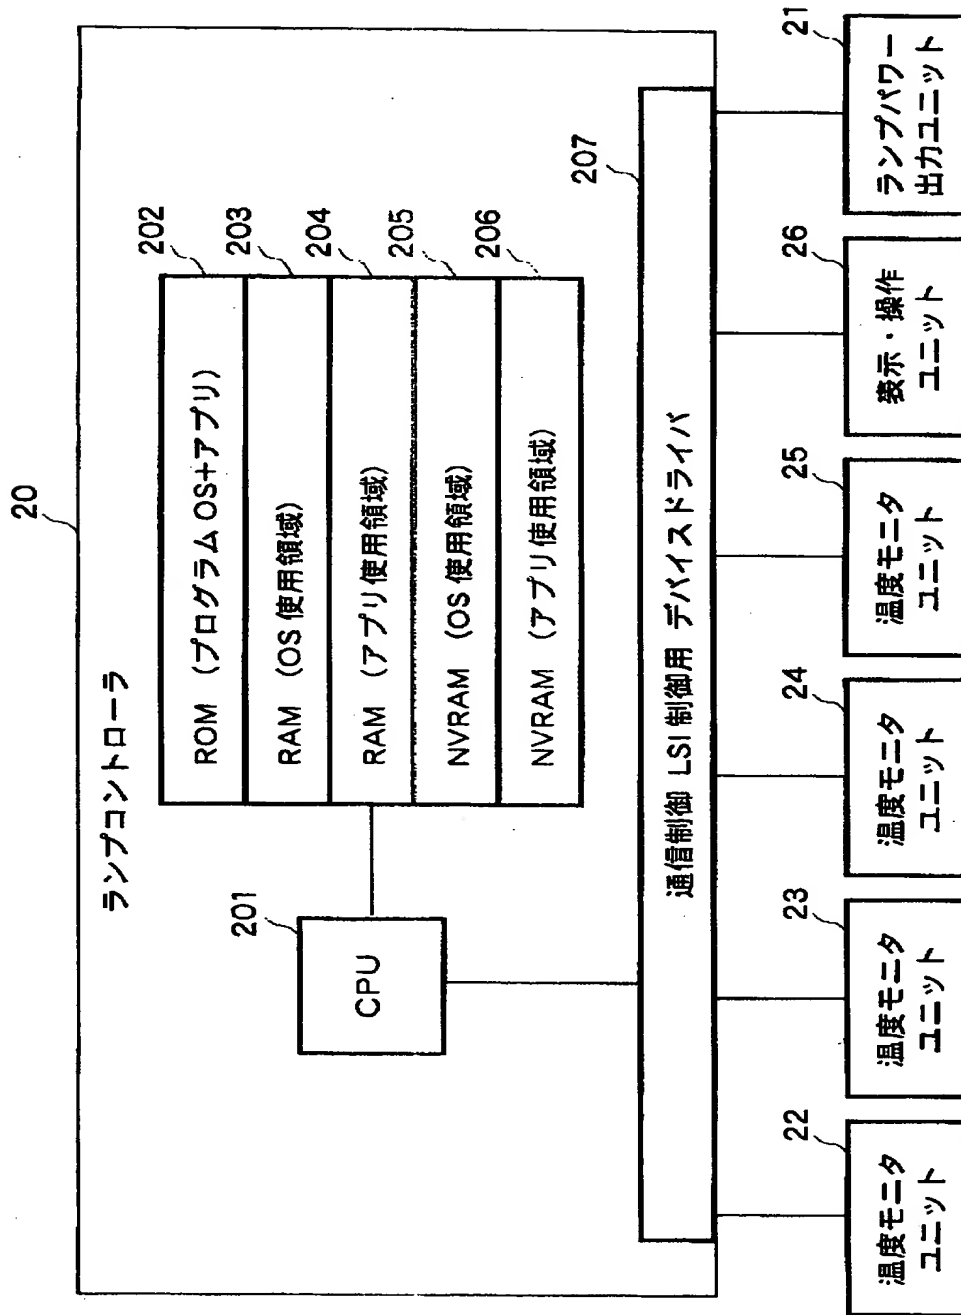 20
ランプコントローラ
201
CPU
202
203
204
205
206
ROM （プログラム OS+アプリ）
RAM （OS 使用領域）
RAM （アプリ使用領域）
NVRAM （OS 使用領域）
NVRAM （アプリ使用領域）
207
通信制御 LSI 制御用 デバイスドライバ
22
温度モニタ
ユニット
23
温度モニタ
ユニット
24
温度モニタ
ユニット
25
温度モニタ
ユニット
26
表示・操作
ユニット
21
ランプパワー
出力ユニット